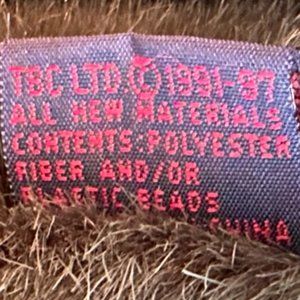 TBC LTD © 1991-97
ALL NEW MATERIALS
CONTENTS: POLYESTER
FIBER AND/OR
PLASTIC BEADS
CHINA